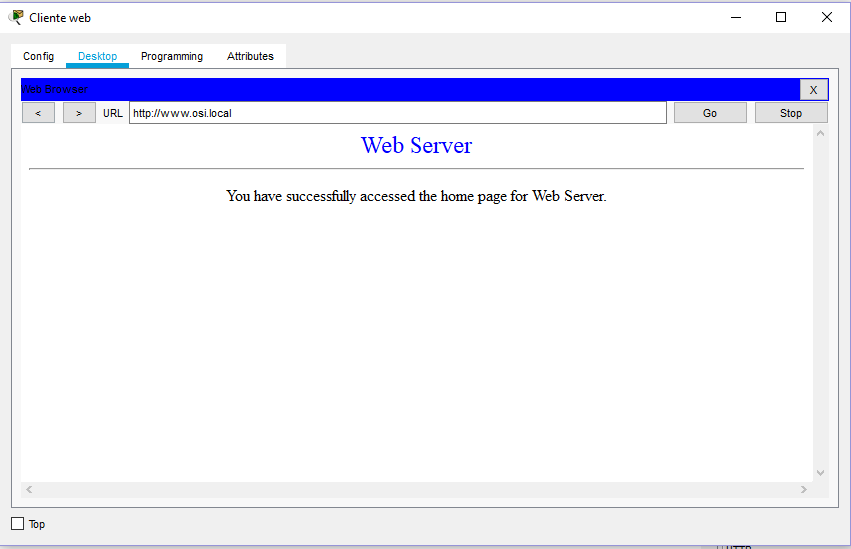 Cliente web
Config Desktop Programming Attributes
Web Browser X
< > URL http://www.osi.local Go Stop
Web Server
You have successfully accessed the home page for Web Server.
Top